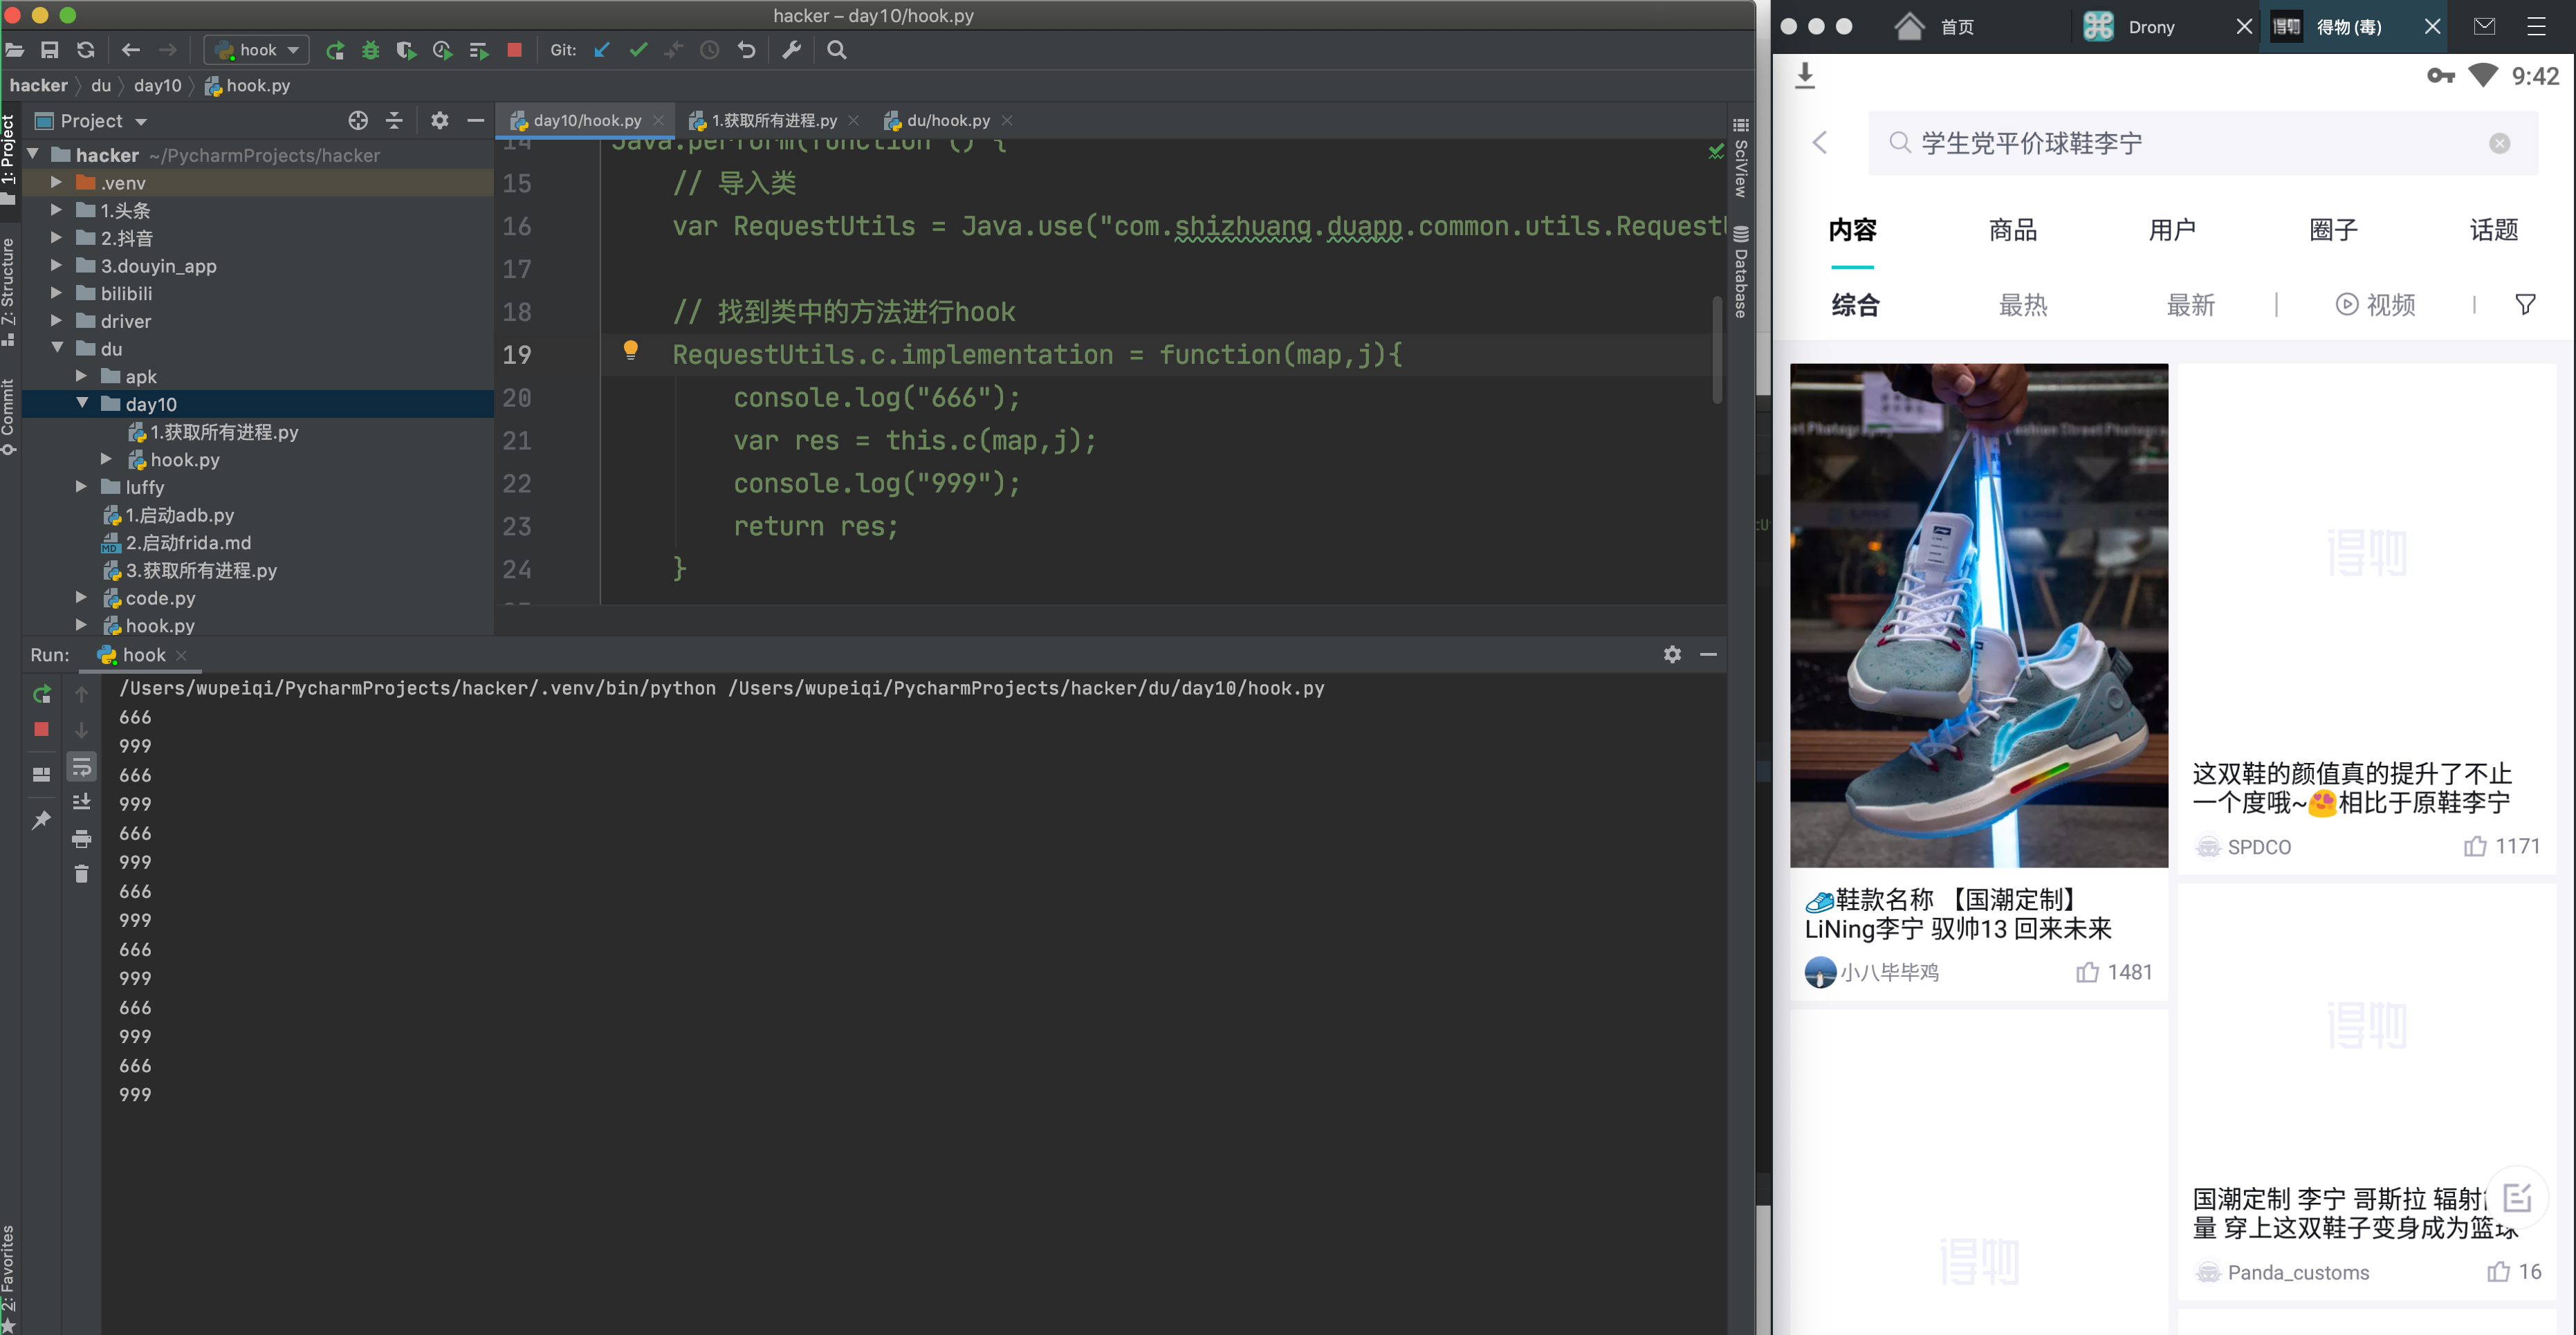 hacker – day10/hook.py
hook
Git:
hacker
du
day10
hook.py
1: Project
Z: Structure
Commit
2: Favorites
Project
hacker ~/PycharmProjects/hacker
.venv
1.头条
2.抖音
3.douyin_app
bilibili
driver
du
apk
day10
1.获取所有进程.py
hook.py
luffy
1.启动adb.py
2.启动frida.md
3.获取所有进程.py
code.py
hook.py
day10/hook.py
1.获取所有进程.py
du/hook.py
14 Java.perform(function () {
15 // 导入类
16 var RequestUtils = Java.use("com.shizhuang.duapp.common.utils.Request
17
18 // 找到类中的方法进行hook
19 RequestUtils.c.implementation = function(map,j){
20 console.log("666");
21 var res = this.c(map,j);
22 console.log("999");
23 return res;
24 }
SciView
Database
Run:
hook
/Users/wupeiqi/PycharmProjects/hacker/.venv/bin/python /Users/wupeiqi/PycharmProjects/hacker/du/day10/hook.py
666
999
666
999
666
999
666
999
666
999
666
999
666
999
首页
Drony
得物
得物 (毒)
9:42
学生党平价球鞋李宁
内容
商品
用户
圈子
话题
综合
最热
最新
视频
得物
这双鞋的颜值真的提升了不止
一个度哦~😍相比于原鞋李宁
SPDCO
1171
👟鞋款名称 【国潮定制】
LiNing李宁 驭帅13 回来未来
小八毕毕鸡
1481
得物
国潮定制 李宁 哥斯拉 辐射
量 穿上这双鞋子变身成为篮球
Panda_customs
16
得物